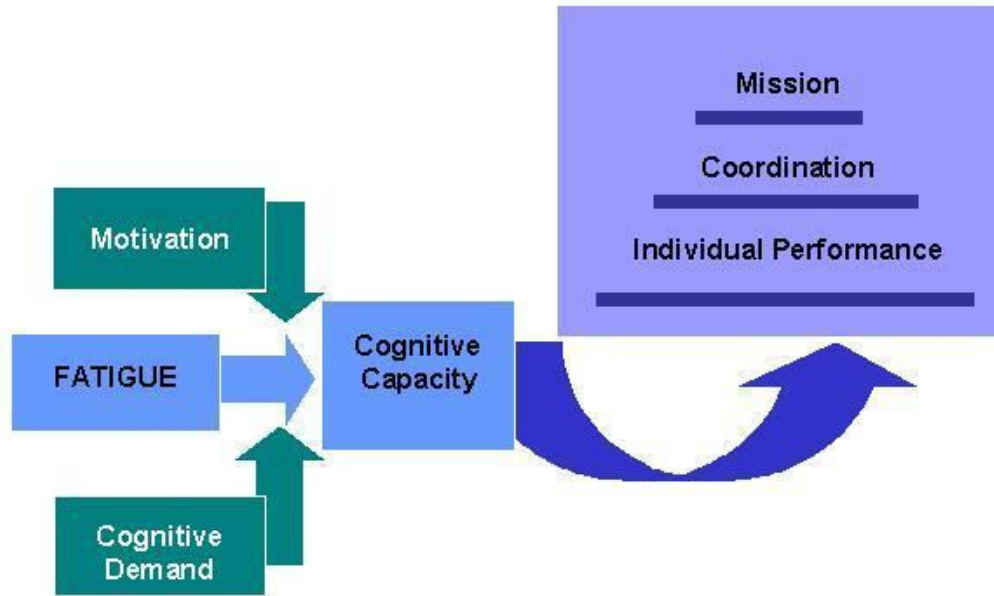 Mission
Coordination
Individual Performance
Motivation
FATIGUE
Cognitive
Capacity
Cognitive
Demand